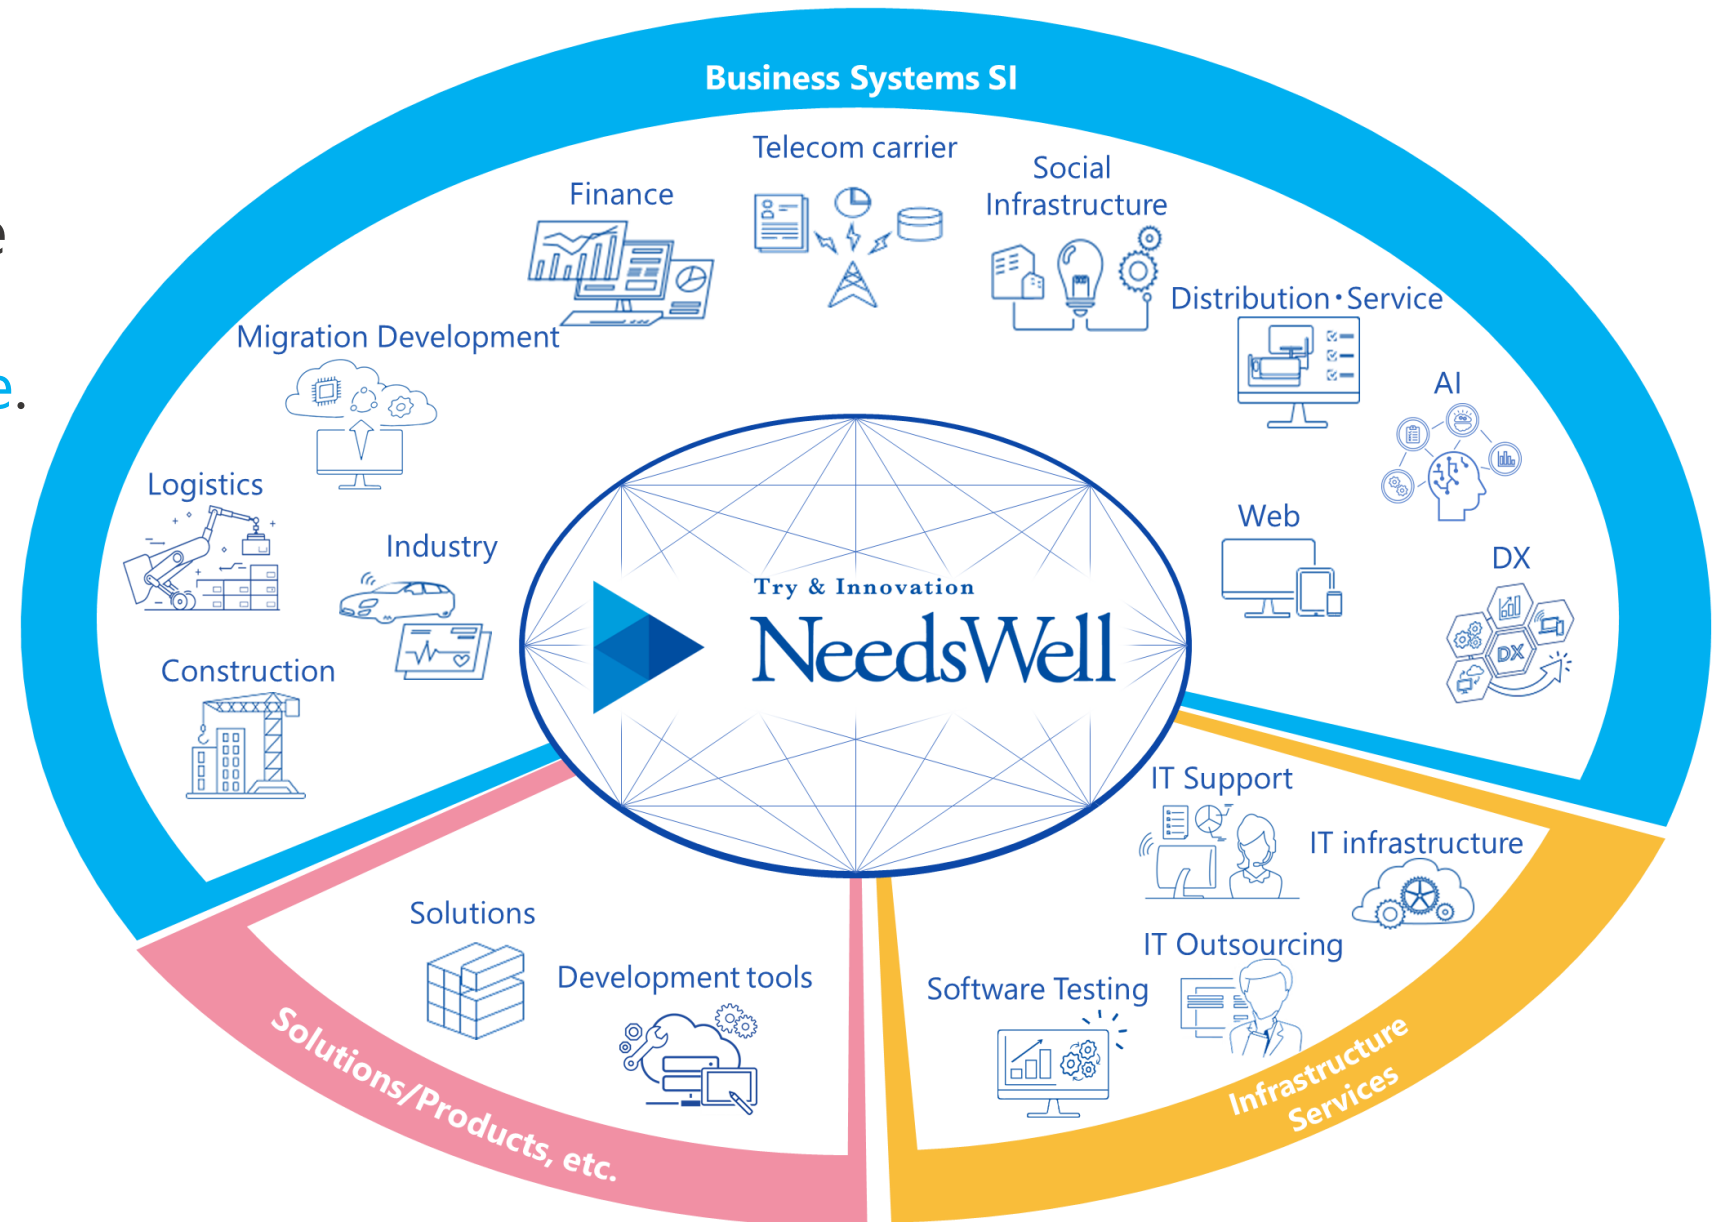 Business Systems SI
Telecom carrier
Social
Infrastructure
Finance
e
Distribution・Service
Migration Development
AI
e.
Logistics
Web
Industry
DX
DX
Try & Innovation
NeedsWell
Construction
IT Support
IT infrastructure
Solutions
IT Outsourcing
Development tools
Software Testing
Solutions/Products, etc.
Infrastructure
Services